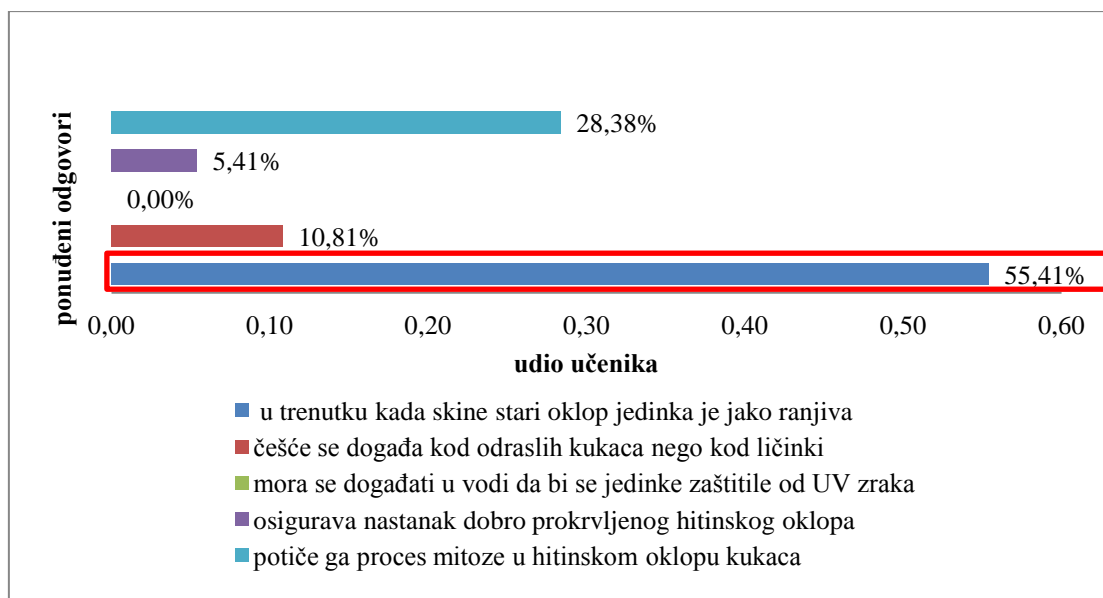 28,38%
5,41%
0,00%
10,81%
55,41%
ponuđeni odgovori
0,00 0,10 0,20 0,30 0,40 0,50 0,60
udio učenika
u trenutku kada skine stari oklop jedinka je jako ranjiva
češće se događa kod odraslih kukaca nego kod ličinki
mora se događati u vodi da bi se jedinke zaštitile od UV zraka
osigurava nastanak dobro prokrvljenog hitinskog oklopa
potiče ga proces mitoze u hitinskom oklopu kukaca